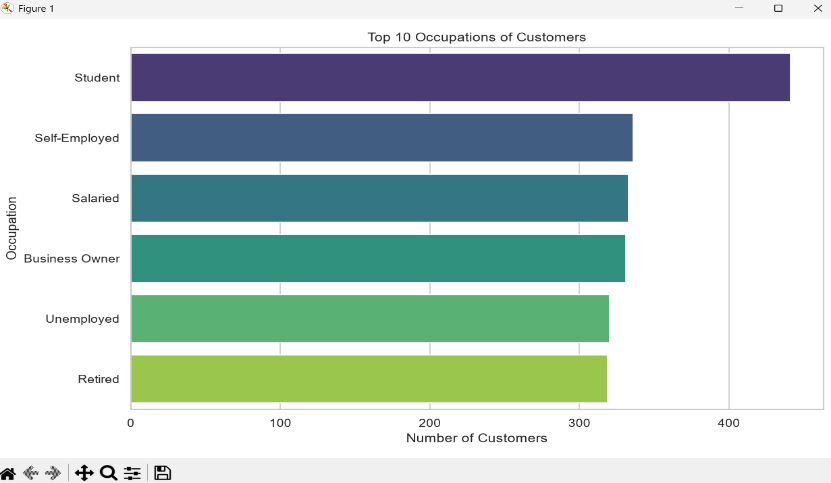 Figure 1
Top 10 Occupations of Customers
Occupation
Student
Self-Employed
Salaried
Business Owner
Unemployed
Retired
0 100 200 300 400
Number of Customers